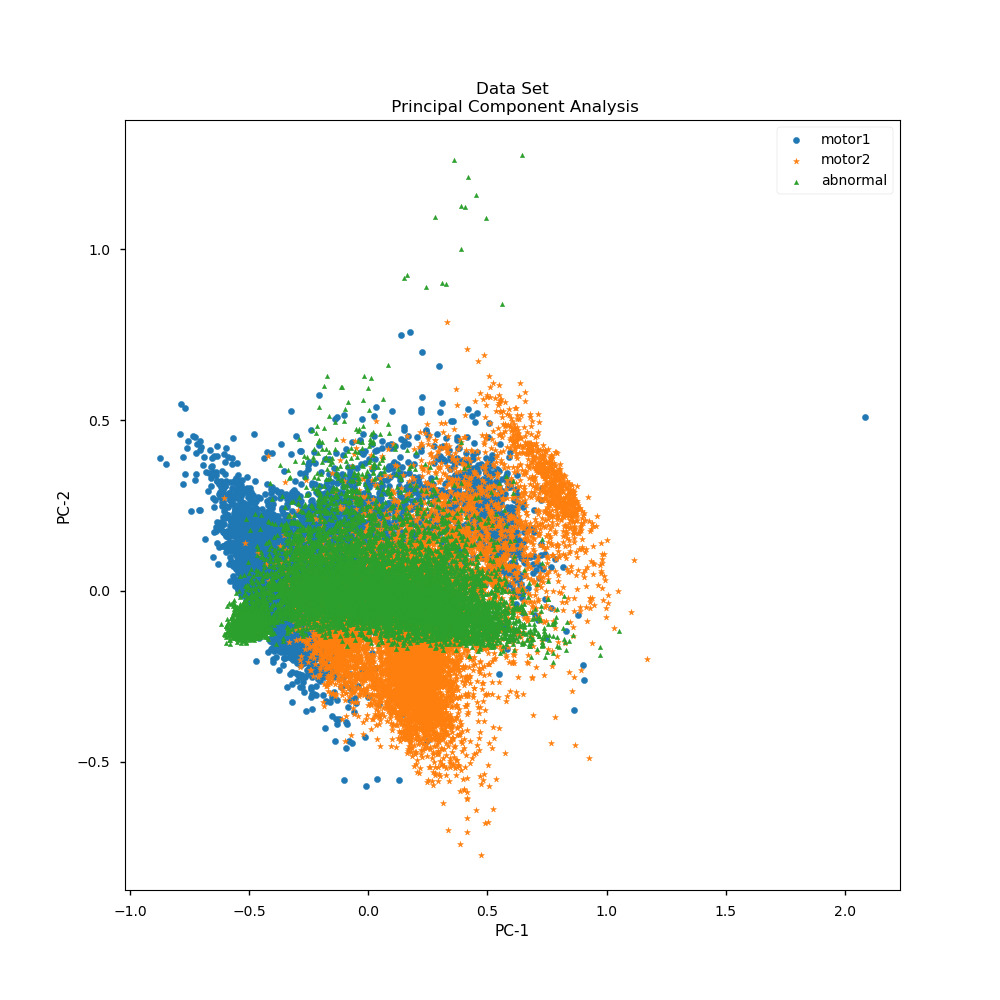 Data Set
Principal Component Analysis
motor1
motor2
abnormal
PC-2
1.0
0.5
0.0
−0.5
−1.0
−0.5
0.0
0.5
1.0
1.5
2.0
PC-1